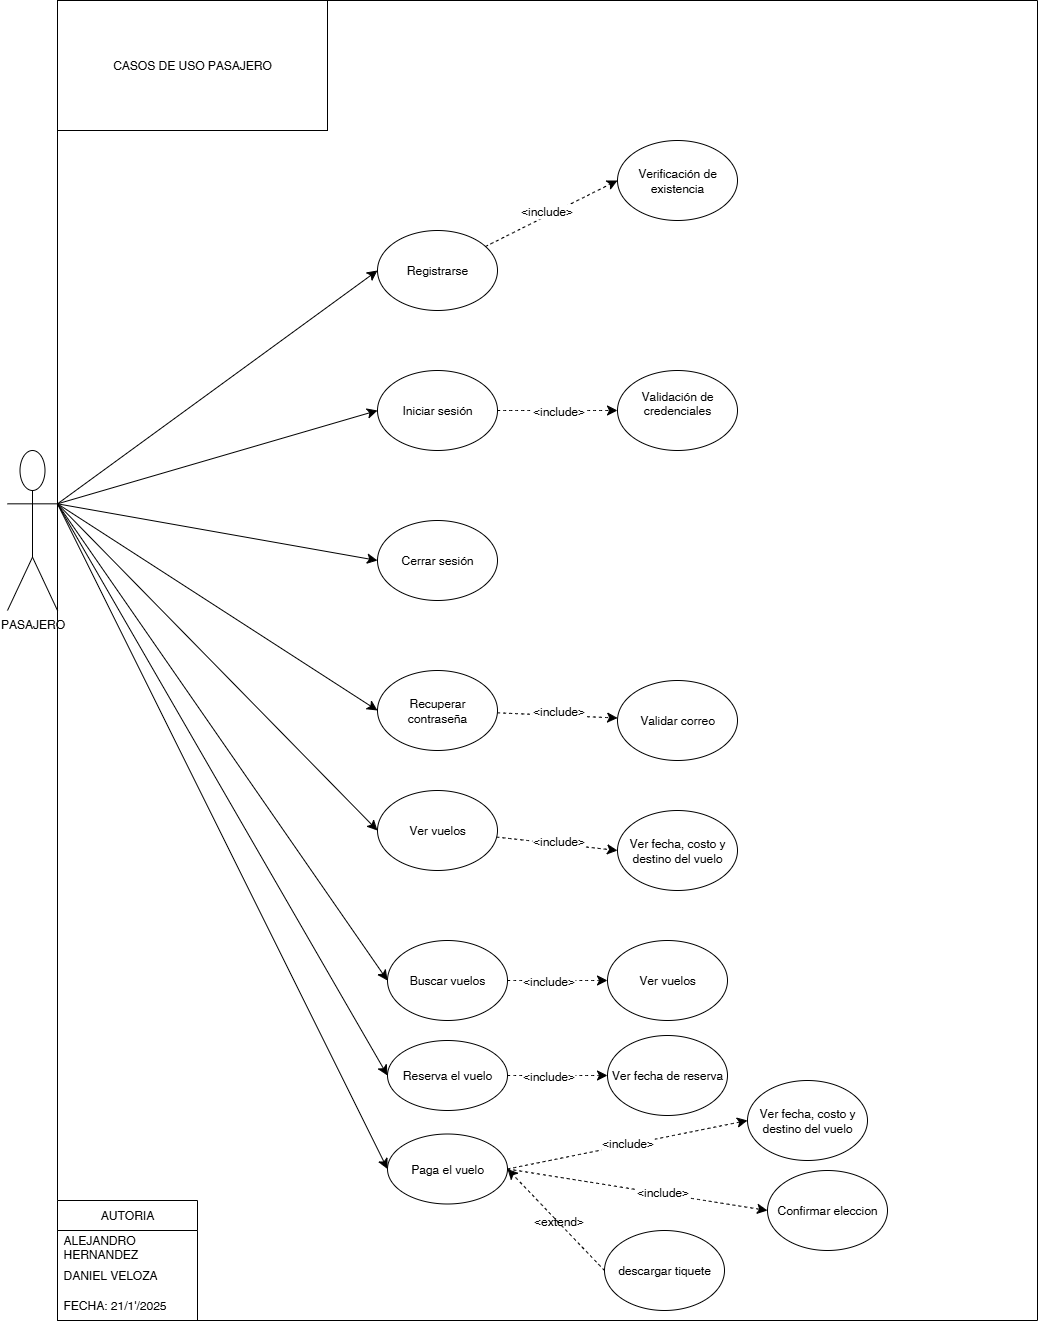 CASOS DE USO PASAJERO
Verificación de
existencia
<include>
Registrarse
Iniciar sesión
<include>
Validación de
credenciales
PASAJERO
Cerrar sesión
Recuperar
contraseña
<include>
Validar correo
Ver vuelos
<include>
Ver fecha, costo y
destino del vuelo
Buscar vuelos
<include>
Ver vuelos
Reserva el vuelo
<include>
Ver fecha de reserva
Ver fecha, costo y
destino del vuelo
<include>
Paga el vuelo
<include>
Confirmar eleccion
<extend>
descargar tiquete
AUTORIA
ALEJANDRO
HERNANDEZ
DANIEL VELOZA
FECHA: 21/1'/2025